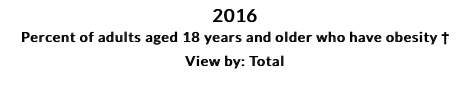 2016
Percent of adults aged 18 years and older who have obesity †
View by: Total